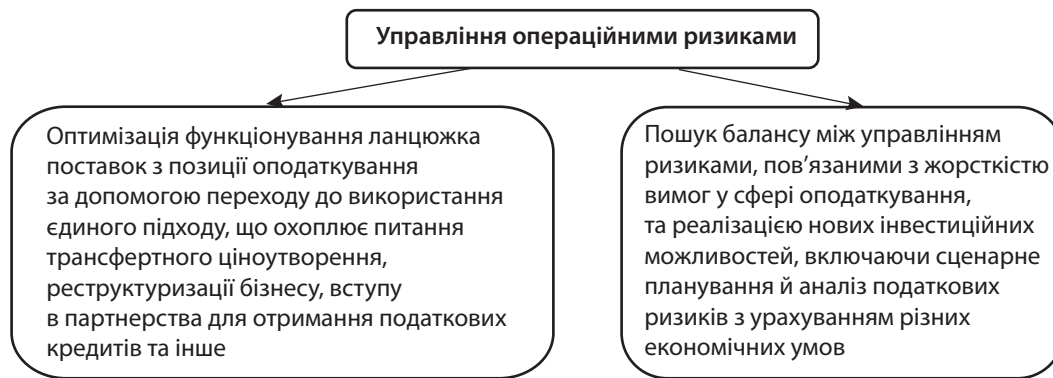 Управління операційними ризиками
Оптимізація функціонування ланцюжка
поставок з позиції оподаткування
за допомогою переходу до використання
єдиного підходу, що охоплює питання
трансфертного ціноутворення,
реструктуризації бізнесу, вступу
в партнерства для отримання податкових
кредитів та інше
Пошук балансу між управлінням
ризиками, пов’язаними з жорсткістю
вимог у сфері оподаткування,
та реалізацією нових інвестиційних
можливостей, включаючи сценарне
планування й аналіз податкових
ризиків з урахуванням різних
економічних умов